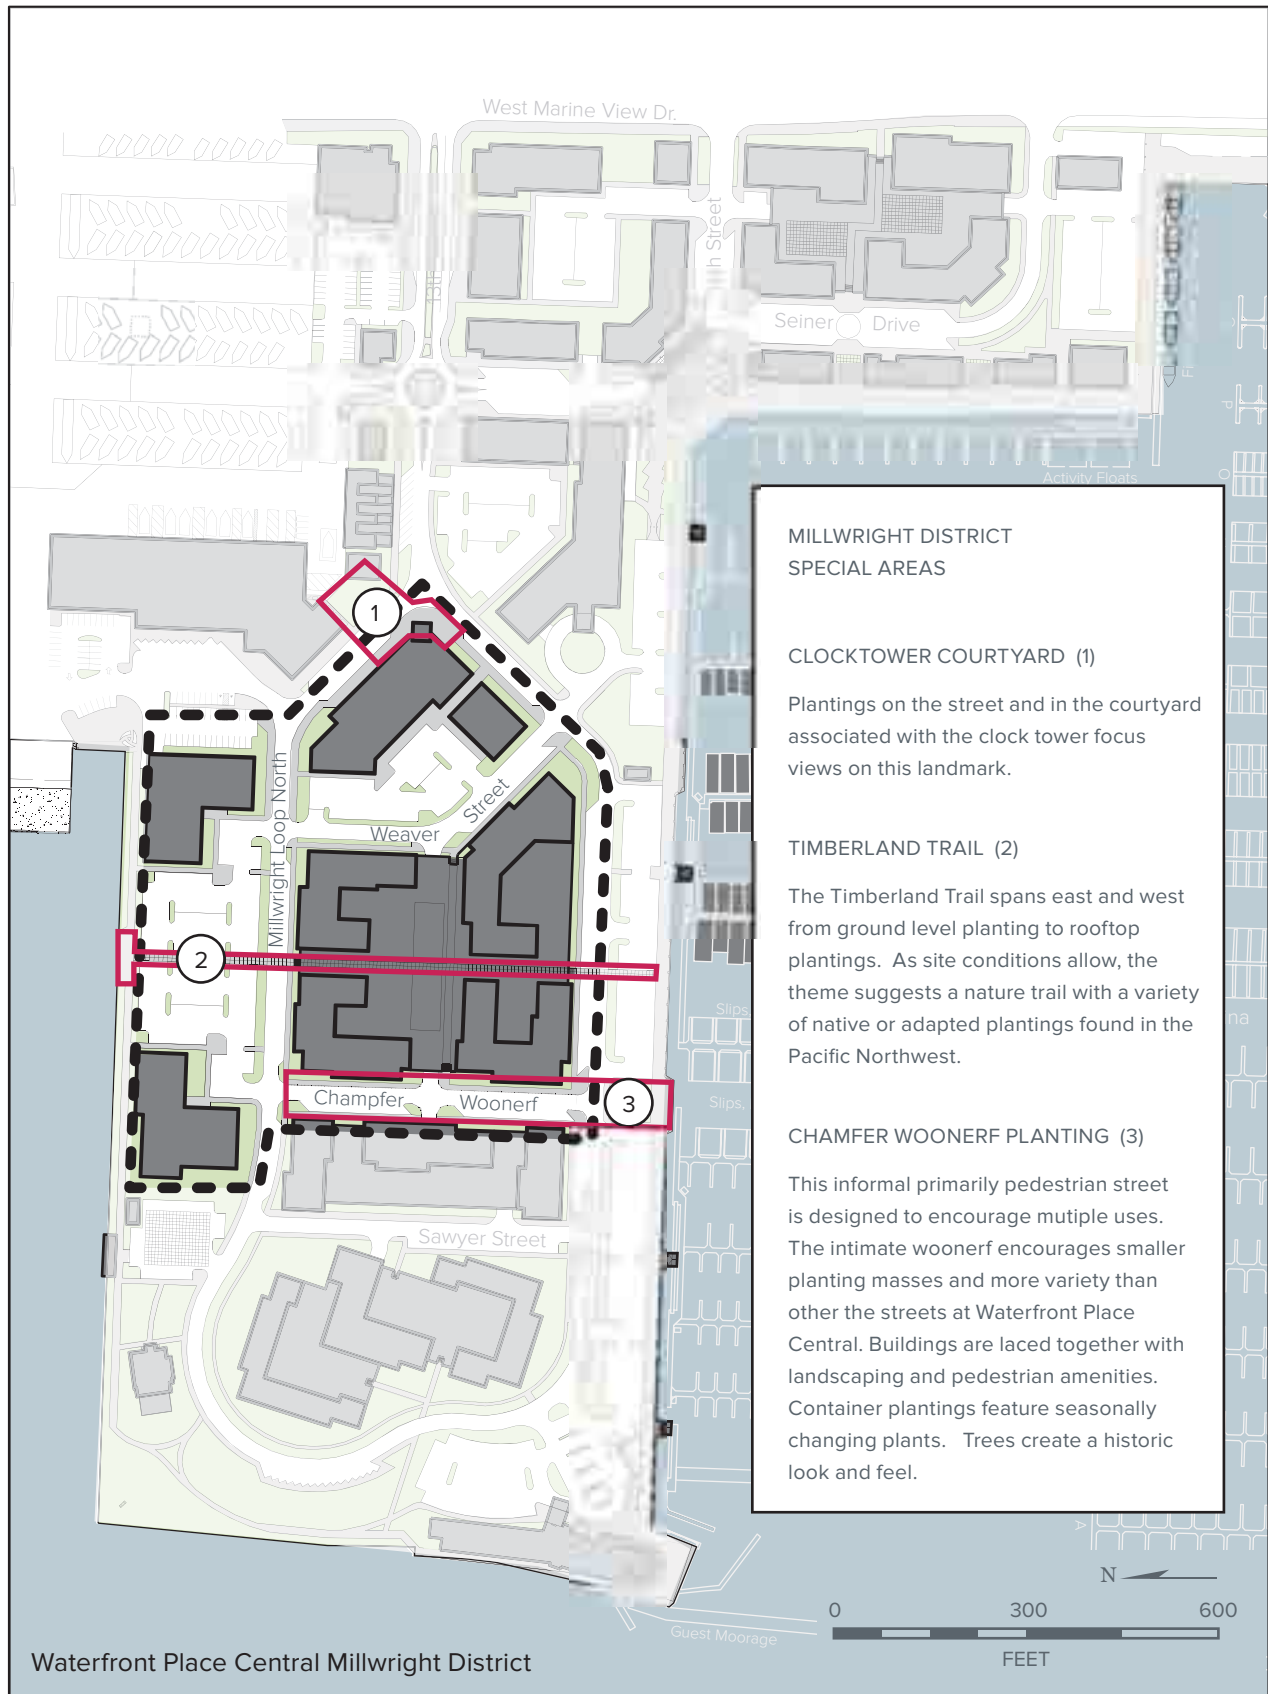 West Marine View Dr.
Street
Seiner Drive
Activity Floats
P
O
MILLWRIGHT DISTRICT
SPECIAL AREAS
CLOCKTOWER COURTYARD (1)
Plantings on the street and in the courtyard
associated with the clock tower focus
views on this landmark.
TIMBERLAND TRAIL (2)
The Timberland Trail spans east and west
from ground level planting to rooftop
plantings. As site conditions allow, the
theme suggests a nature trail with a variety
of native or adapted plantings found in the
Pacific Northwest.
CHAMFER WOONERF PLANTING (3)
This informal primarily pedestrian street
is designed to encourage mutiple uses.
The intimate woonerf encourages smaller
planting masses and more variety than
other the streets at Waterfront Place
Central. Buildings are laced together with
landscaping and pedestrian amenities.
Container plantings feature seasonally
changing plants. Trees create a historic
look and feel.
1
Millwright Loop North
Weaver Street
2
Slips,
na
Champfer Woonerf
3
Slips,
Sawyer Street
A
N
0 300 600
FEET
Guest Moorage
Waterfront Place Central Millwright District